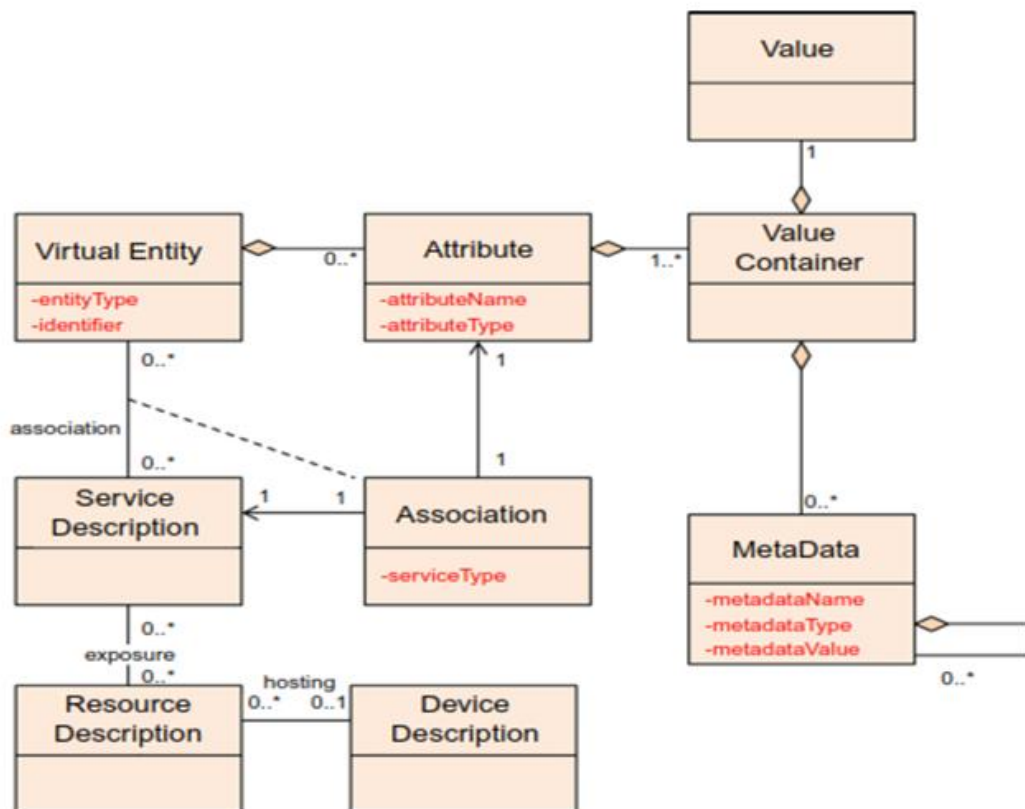 Value
1
Virtual Entity
-entityType
-identifier
0..*
Attribute
-attributeName
-attributeType
1..*
Value
Container
0..*
association
0..*
1
1
Service
Description
1
1
Association
-serviceType
0..*
MetaData
-metadataName
-metadataType
-metadataValue
0..*
0..*
exposure
0..*
Resource
Description
hosting
0..*
0..1
Device
Description